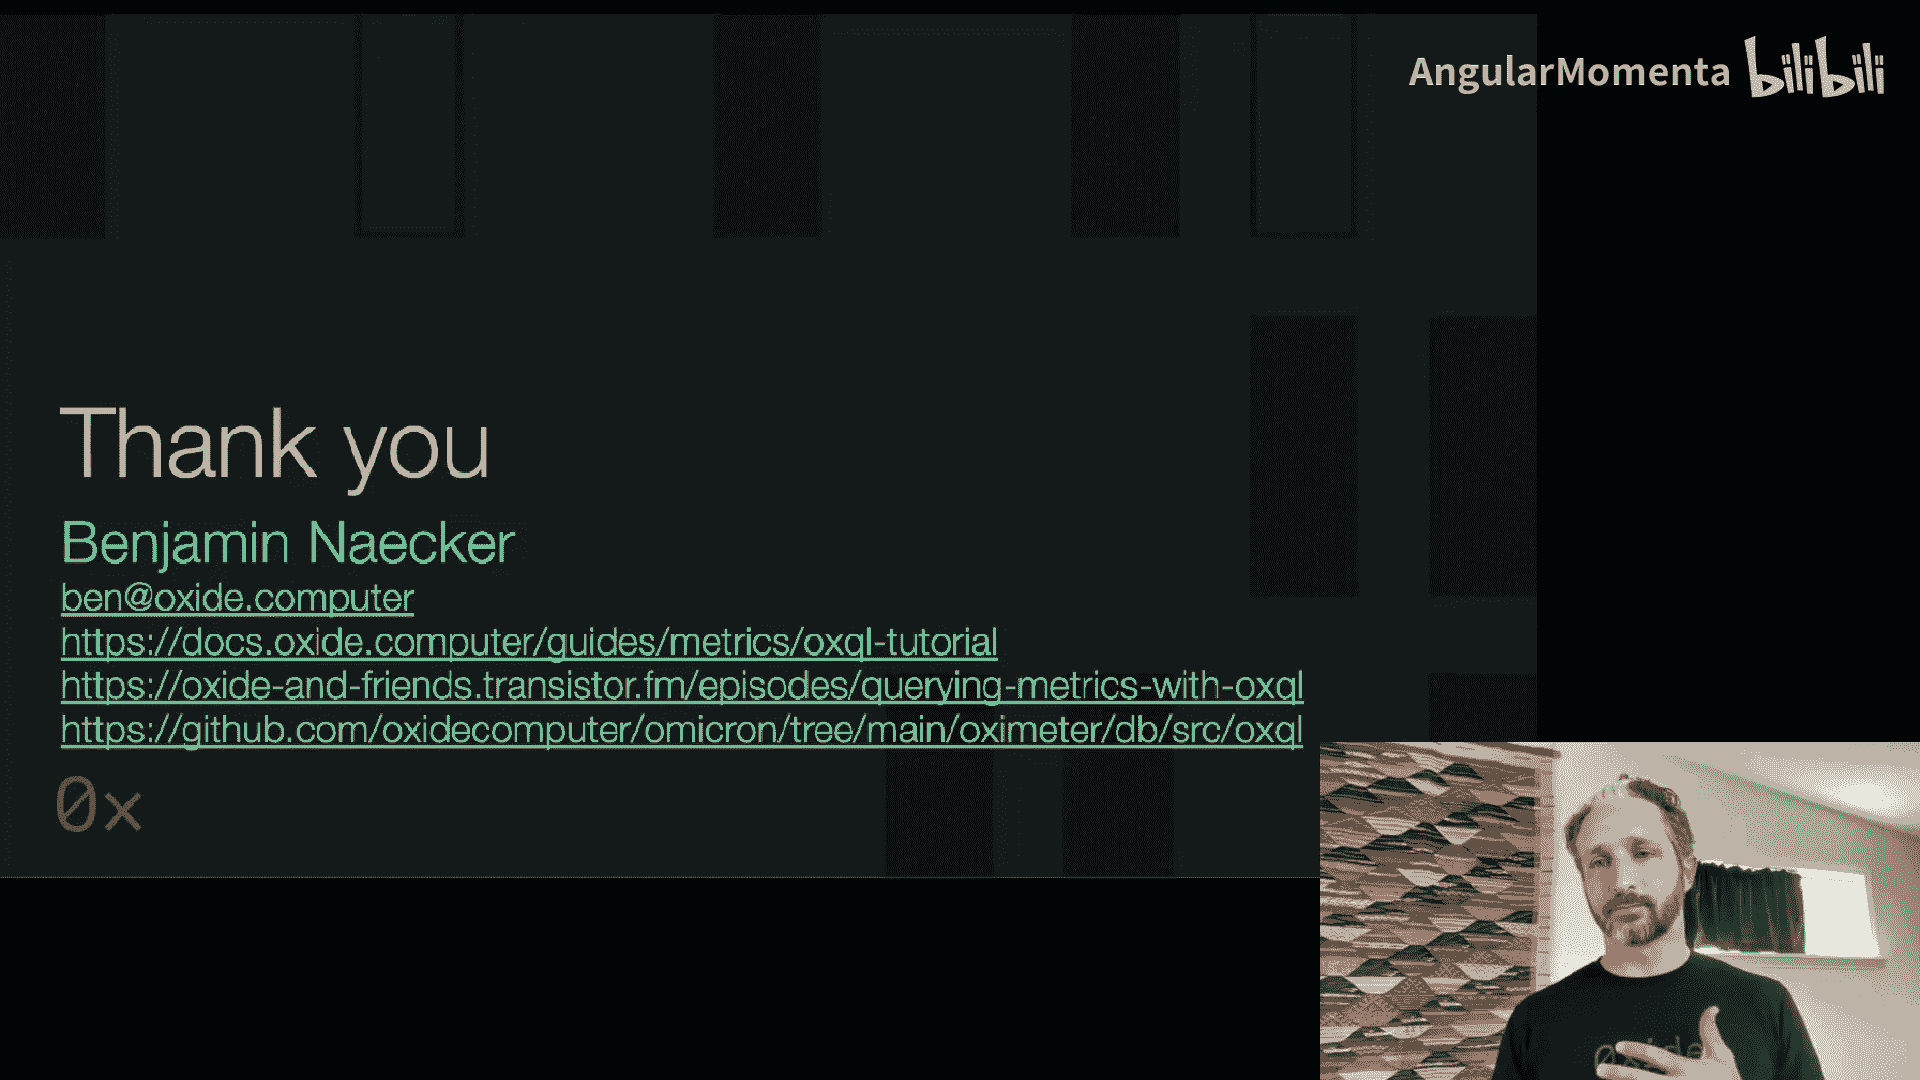 AngularMomenta bilibili
Thank you
Benjamin Naecker
ben@oxide.computer
https://docs.oxide.computer/guides/metrics/oxql-tutorial
https://oxide-and-friends.transistor.fm/episodes/querying-metrics-with-oxql
https://github.com/oxidecomputer/omicron/tree/main/oximeter/db/src/oxql
0x
0xide